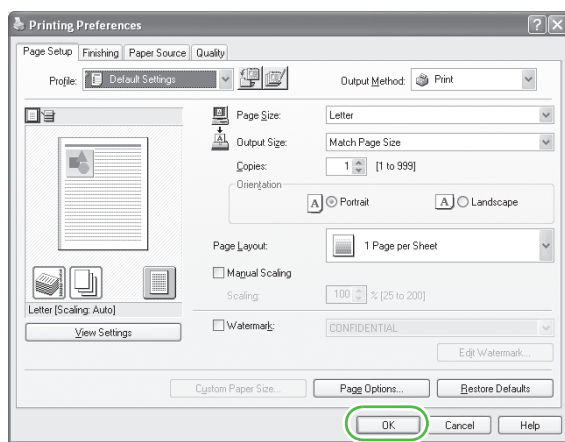 Printing Preferences
Page Setup Finishing Paper Source Quality
Profile: Default Settings Output Method: Print
Page Size: Letter
Output Size: Match Page Size
Copies: 1 [1 to 999]
Orientation
A Portrait A Landscape
Page Layout: 1 Page per Sheet
Manual Scaling
Scaling: 100 % [25 to 200]
Letter [Scaling: Auto]
View Settings
Watermark: CONFIDENTIAL
Edit Watermark...
Custom Paper Size... Page Options... Restore Defaults
OK Cancel Help